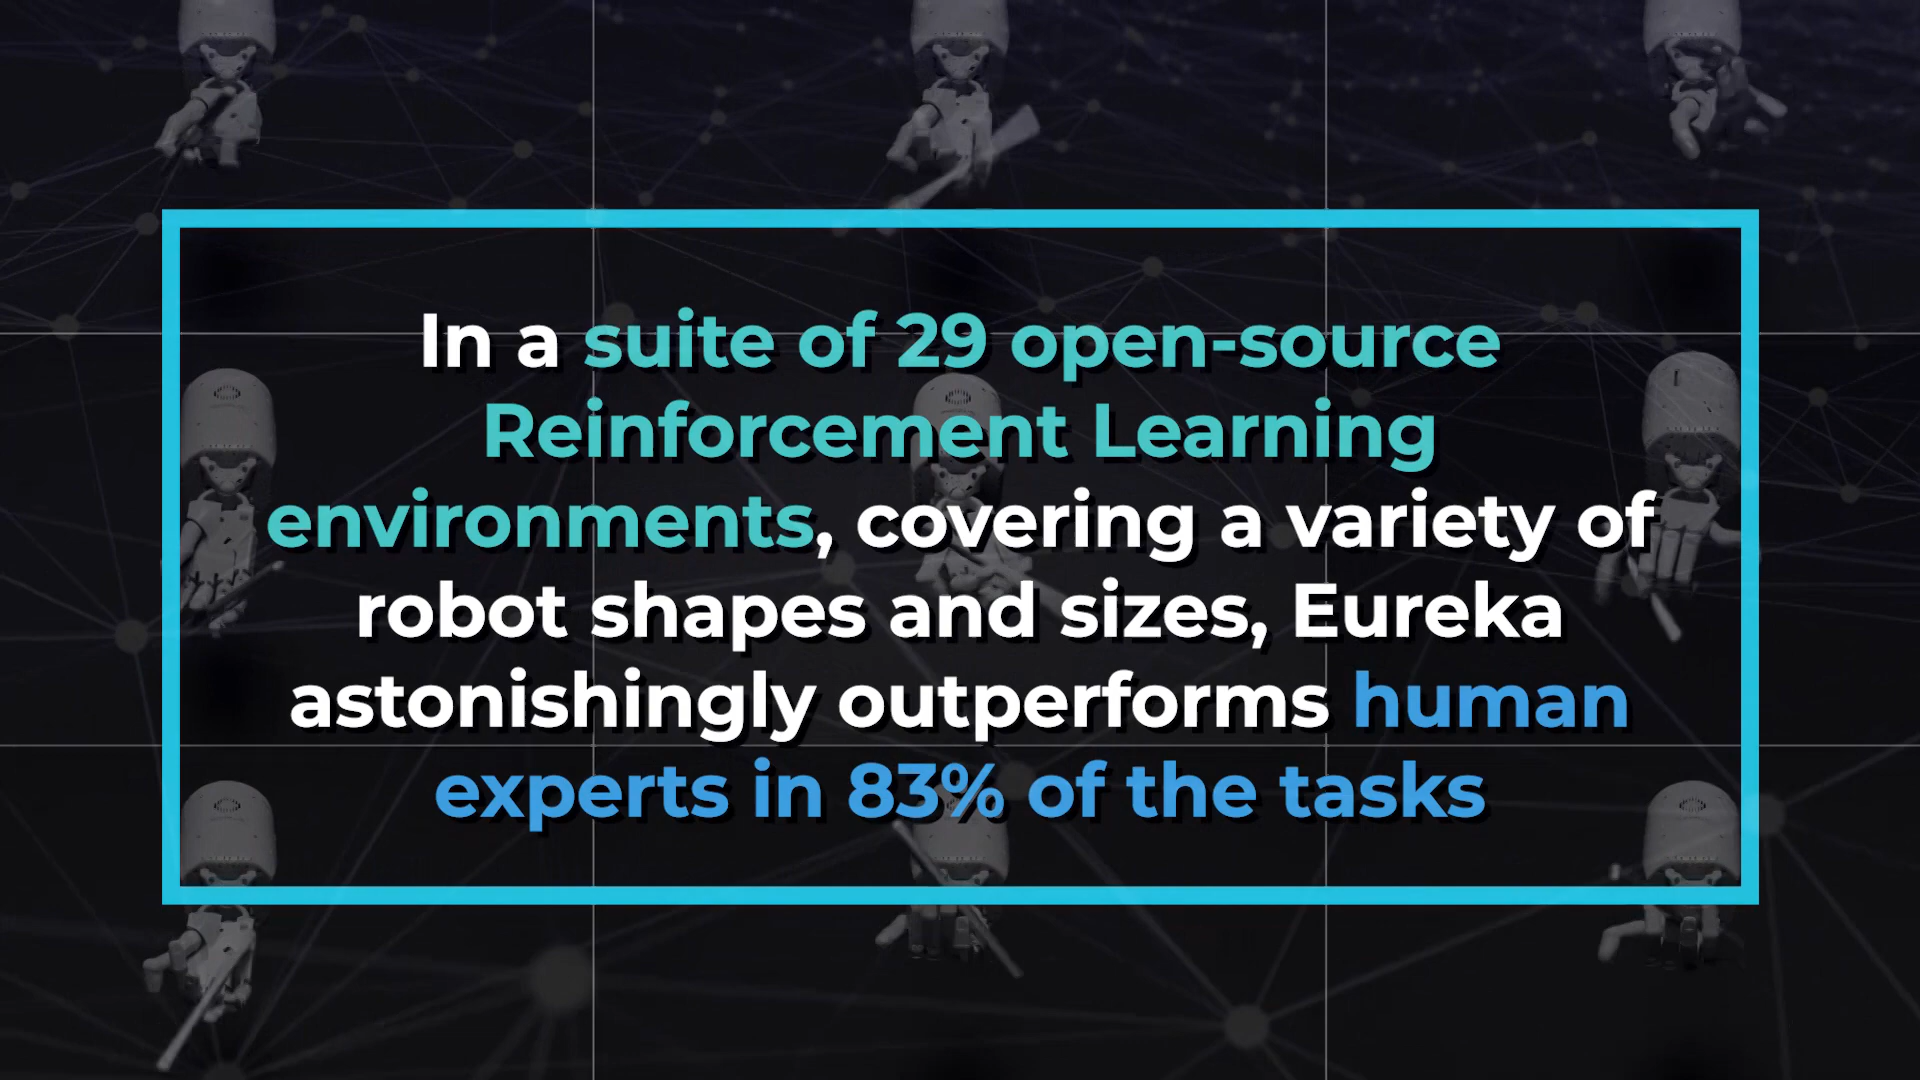 In a suite of 29 open-source
Reinforcement Learning
environments, covering a variety of
robot shapes and sizes, Eureka
astonishingly outperforms human
experts in 83% of the tasks